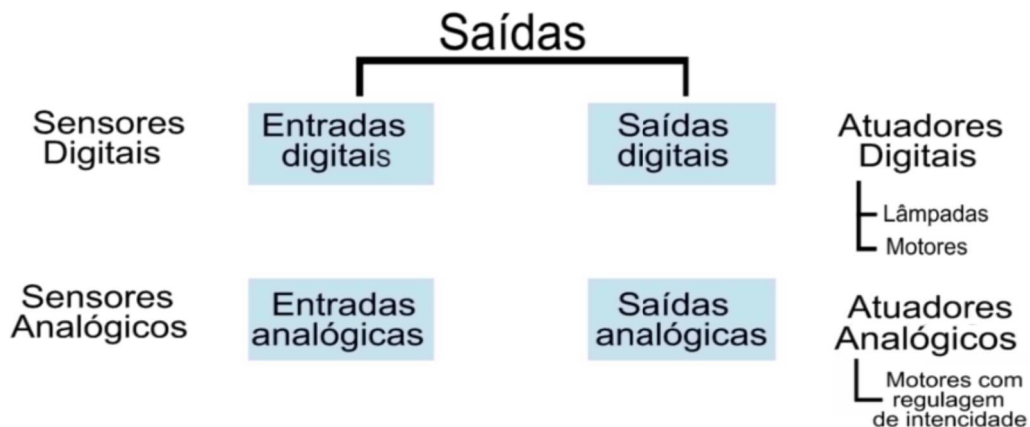 Saídas
Sensores
Digitais
Entradas
digitais
Saídas
digitais
Atuadores
Digitais
Lâmpadas
Motores
Sensores
Analógicos
Entradas
analógicas
Saídas
analógicas
Atuadores
Analógicos
Motores com
regulagem
de intencidade